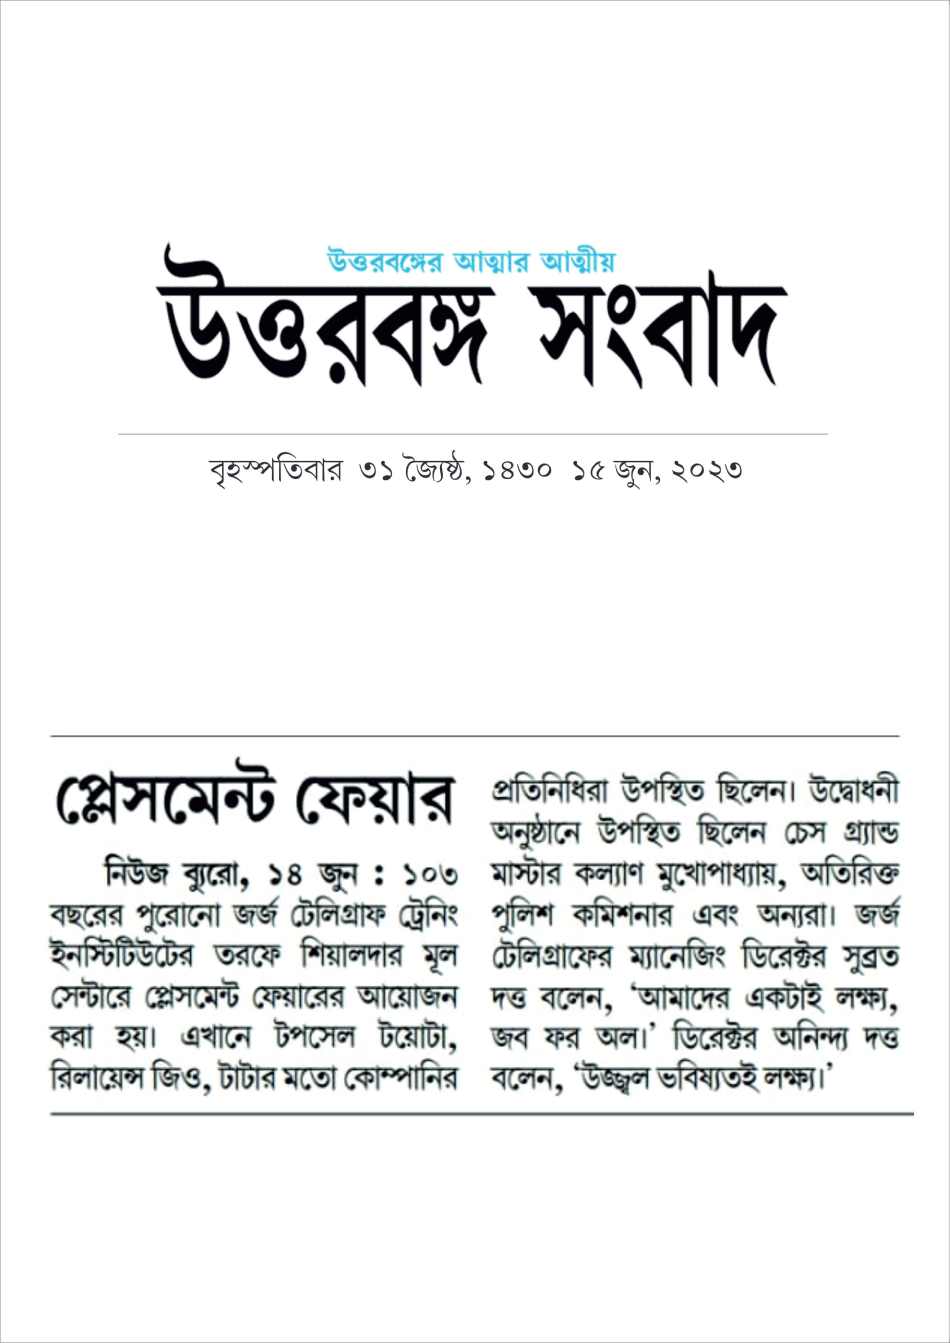 উত্তরবঙ্গের আত্মার আত্মীয়
উত্তরবঙ্গ সংবাদ
বৃহস্পতিবার ৩১ জ্যৈষ্ঠ, ১৪৩০ ১৫ জুন, ২০২৩
প্লেসমেন্ট ফেয়ার
নিউজ ব্যুরো, ১৪ জুন : ১০৩
বছরের পুরোনো জর্জ টেলিগ্রাফ ট্রেনিং
ইনস্টিটিউটের তরফে শিয়ালদার মূল
সেন্টারে প্লেসমেন্ট ফেয়ারের আয়োজন
করা হয়। এখানে টপসেল টয়োটা,
রিলায়েন্স জিও, টাটার মতো কোম্পানির
প্রতিনিধিরা উপস্থিত ছিলেন। উদ্বোধনী
অনুষ্ঠানে উপস্থিত ছিলেন চেস গ্র্যান্ড
মাস্টার কল্যাণ মুখোপাধ্যায়, অতিরিক্ত
পুলিশ কমিশনার এবং অন্যরা। জর্জ
টেলিগ্রাফের ম্যানেজিং ডিরেক্টর সুব্রত
দত্ত বলেন, ‘আমাদের একটাই লক্ষ্য,
জব ফর অল।’ ডিরেক্টর অনিন্দ্য দত্ত
বলেন, ‘উজ্জ্বল ভবিষ্যতই লক্ষ্য।’